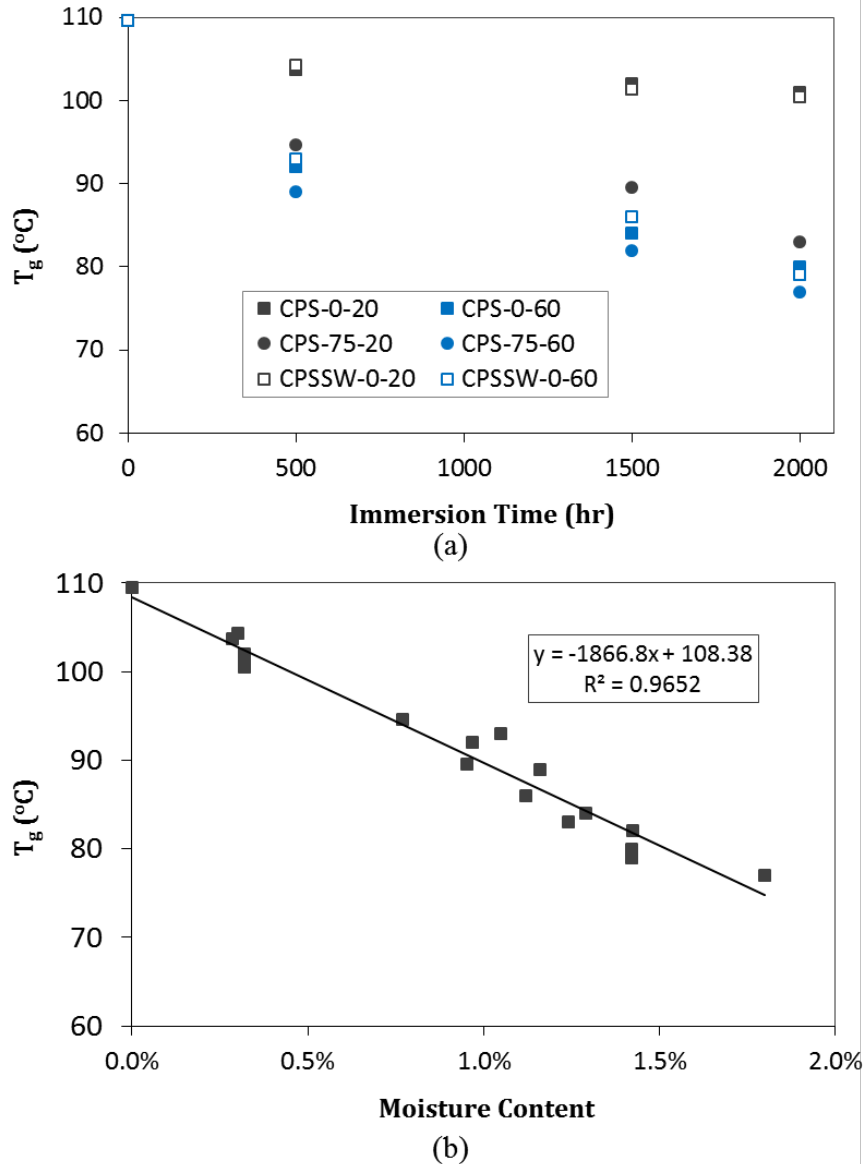 110
100
90
80
70
60
T_g (°C)
CPS-0-20 CPS-0-60
CPS-75-20 CPS-75-60
CPSSW-0-20 CPSSW-0-60
0 500 1000 1500 2000
Immersion Time (hr)
(a)
110
100
90
80
70
60
T_g (°C)
y = -1866.8x + 108.38
R² = 0.9652
0.0% 0.5% 1.0% 1.5% 2.0%
Moisture Content
(b)